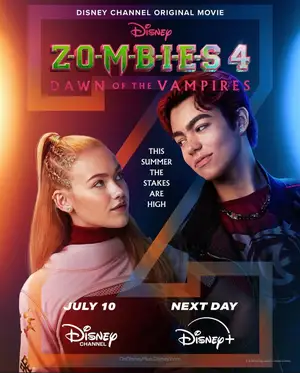 DISNEY CHANNEL ORIGINAL MOVIE
Disney
Z·O·M·B·I·E·S 4
DAWN OF THE VAMPIRES
THIS
SUMMER
THE
STAKES
ARE
HIGH
JULY 10
NEXT DAY
Disney
CHANNEL
Disney+